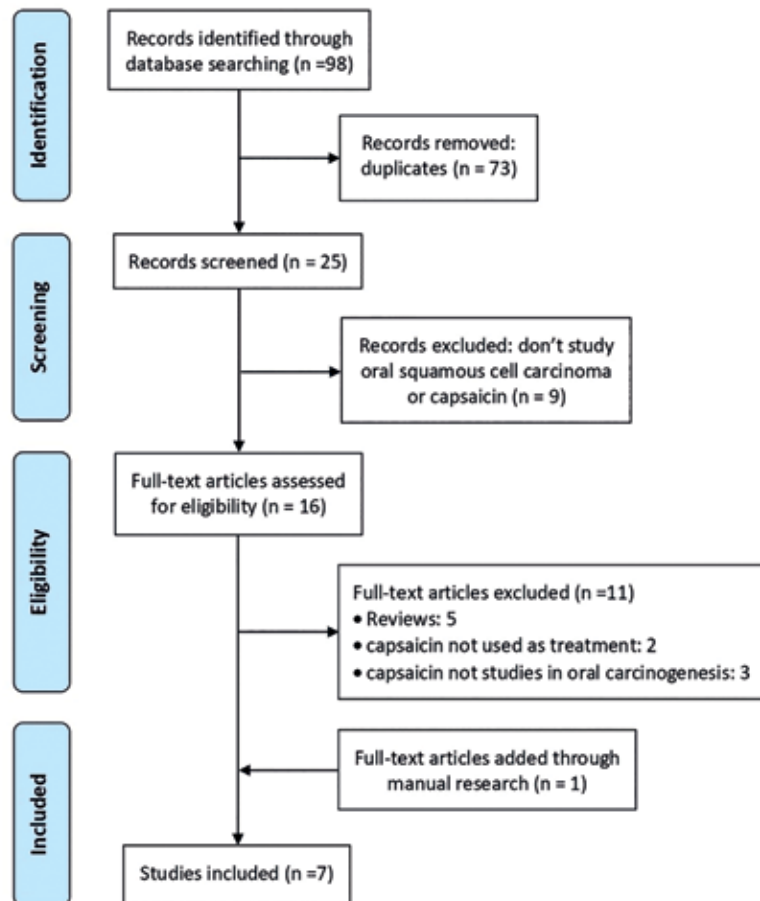 Identification
Records identified through
database searching (n =98)
Records removed:
duplicates (n = 73)
Screening
Records screened (n = 25)
Records excluded: don't study
oral squamous cell carcinoma
or capsaicin (n = 9)
Eligibility
Full-text articles assessed
for eligibility (n = 16)
Full-text articles excluded (n =11)
• Reviews: 5
• capsaicin not used as treatment: 2
• capsaicin not studies in oral carcinogenesis: 3
Included
Full-text articles added through
manual research (n = 1)
Studies included (n =7)